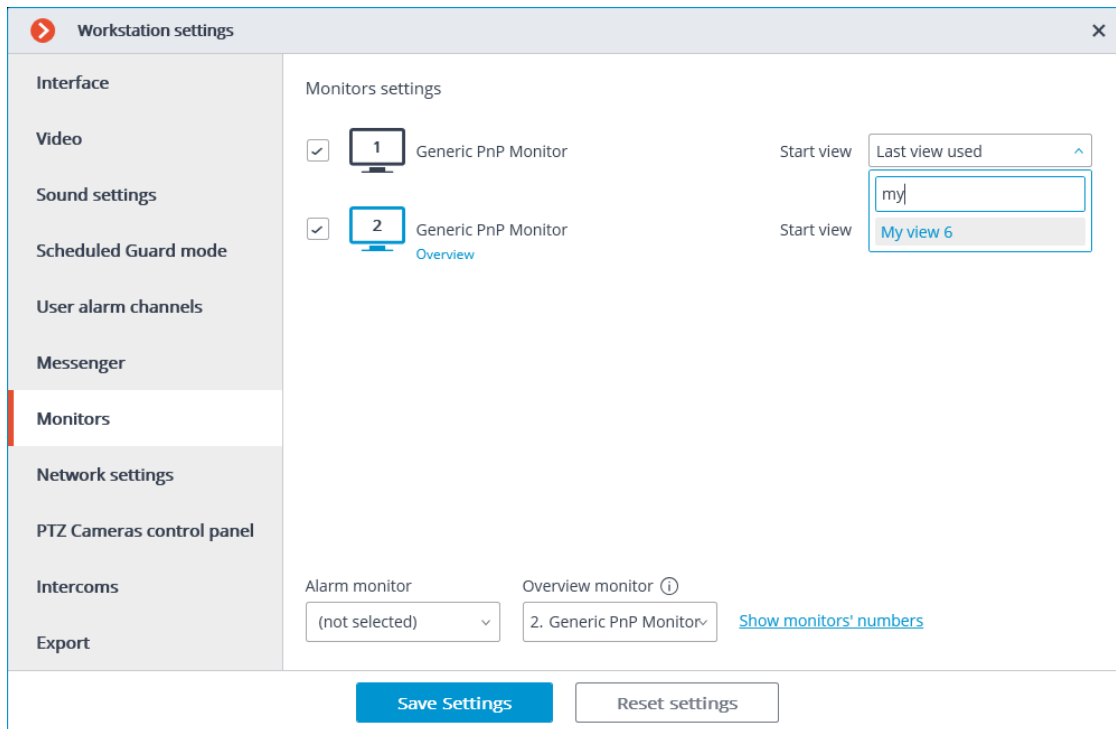 Workstation settings
Interface
Video
Sound settings
Scheduled Guard mode
User alarm channels
Messenger
Monitors
Network settings
PTZ Cameras control panel
Intercoms
Export
Monitors settings
1 Generic PnP Monitor Start view Last view used
my
My view 6
2 Generic PnP Monitor Start view
Overview
Alarm monitor Overview monitor
(not selected) 2. Generic PnP Monitor Show monitors' numbers
Save Settings Reset settings